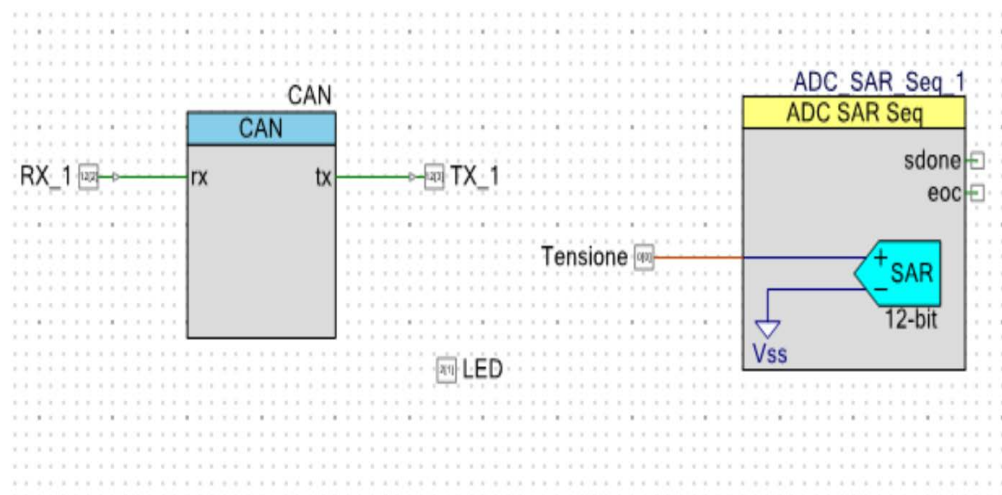 CAN
CAN
RX_1
rx
tx
TX_1
LED
ADC_SAR_Seq_1
ADC SAR Seq
sdone
eoc
Tensione
+
SAR
−
12-bit
Vss